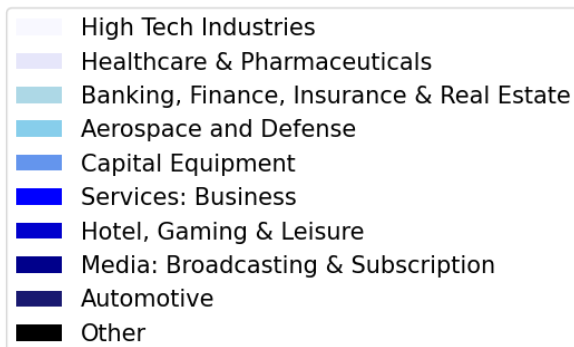 High Tech Industries
Healthcare & Pharmaceuticals
Banking, Finance, Insurance & Real Estate
Aerospace and Defense
Capital Equipment
Services: Business
Hotel, Gaming & Leisure
Media: Broadcasting & Subscription
Automotive
Other